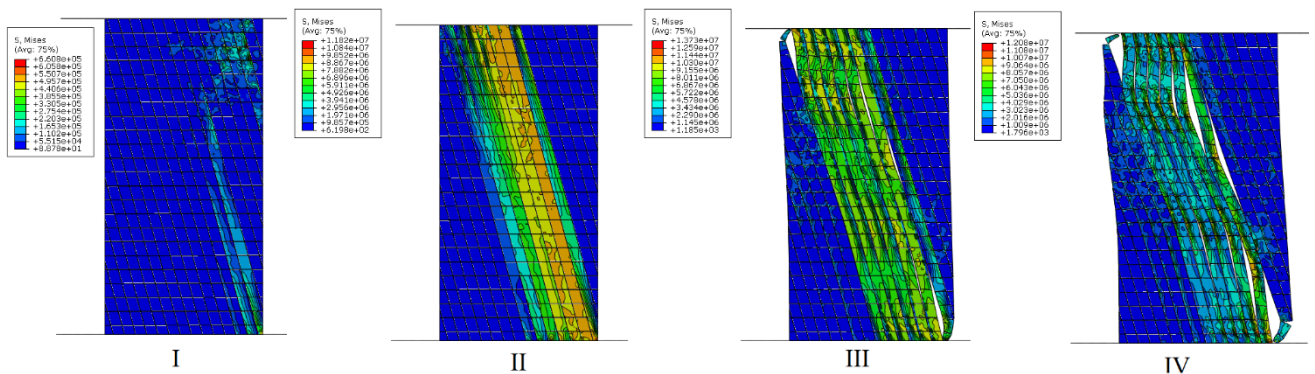 S, Mises
(Avg: 75%)
+6.608e+05
+6.058e+05
+5.507e+05
+4.957e+05
+4.406e+05
+3.855e+05
+3.305e+05
+2.754e+05
+2.203e+05
+1.653e+05
+1.102e+05
+5.515e+04
+8.878e+01
I
S, Mises
(Avg: 75%)
+1.182e+07
+1.084e+07
+9.852e+06
+8.867e+06
+7.882e+06
+6.896e+06
+5.911e+06
+4.926e+06
+3.941e+06
+2.956e+06
+1.971e+06
+9.857e+05
+6.198e+02
II
S, Mises
(Avg: 75%)
+1.373e+07
+1.259e+07
+1.144e+07
+1.030e+07
+9.155e+06
+8.011e+06
+6.867e+06
+5.722e+06
+4.578e+06
+3.434e+06
+2.290e+06
+1.145e+06
+1.185e+03
III
S, Mises
(Avg: 75%)
+1.208e+07
+1.108e+07
+1.007e+07
+9.064e+06
+8.057e+06
+7.050e+06
+6.043e+06
+5.036e+06
+4.029e+06
+3.023e+06
+2.016e+06
+1.009e+06
+1.796e+03
IV